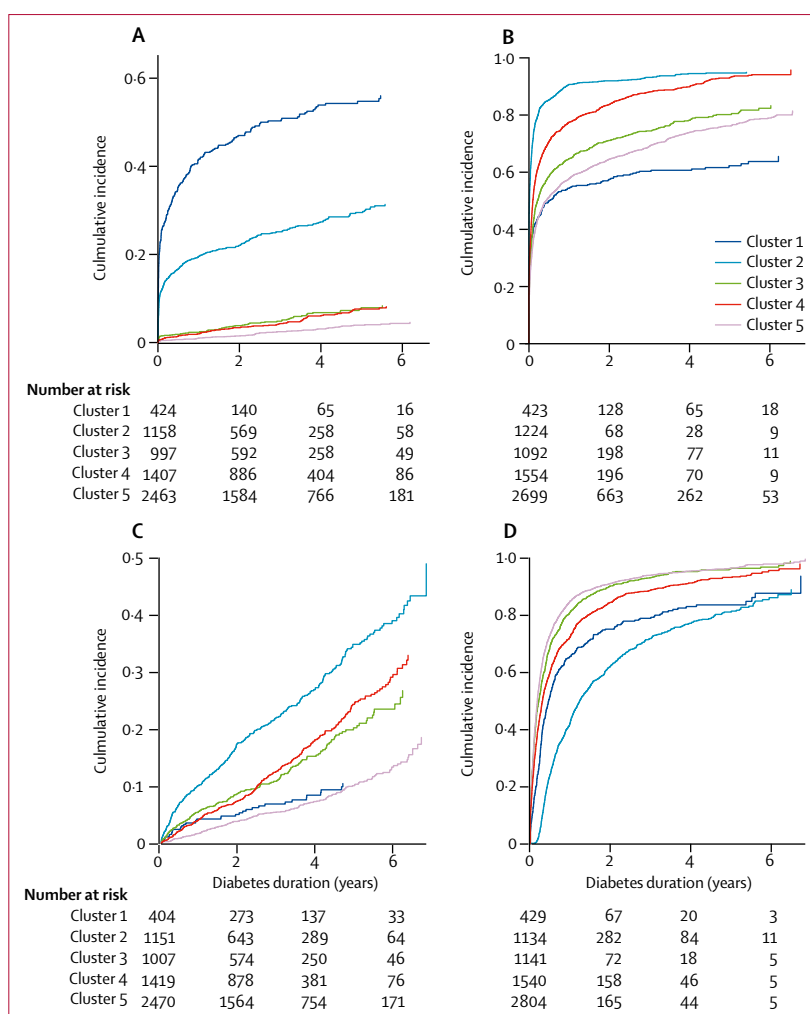 A
B
0·6
0·4
0·2
0
Culmulative incidence
0
2
4
6
1·0
0·8
0·6
0·4
0·2
0
Culmulative incidence
0
2
4
6
Cluster 1
Cluster 2
Cluster 3
Cluster 4
Cluster 5
Number at risk
Cluster 1 424 140 65 16 423 128 65 18
Cluster 2 1158 569 258 58 1224 68 28 9
Cluster 3 997 592 258 49 1092 198 77 11
Cluster 4 1407 886 404 86 1554 196 70 9
Cluster 5 2463 1584 766 181 2699 663 262 53
C
D
0·5
0·4
0·3
0·2
0·1
0
Culmulative incidence
0
2
4
6
Diabetes duration (years)
1·0
0·8
0·6
0·4
0·2
0
Culmulative incidence
0
2
4
6
Diabetes duration (years)
Number at risk
Cluster 1 404 273 137 33 429 67 20 3
Cluster 2 1151 643 289 64 1134 282 84 11
Cluster 3 1007 574 250 46 1141 72 18 5
Cluster 4 1419 878 381 76 1540 158 46 5
Cluster 5 2470 1564 754 171 2804 165 44 5